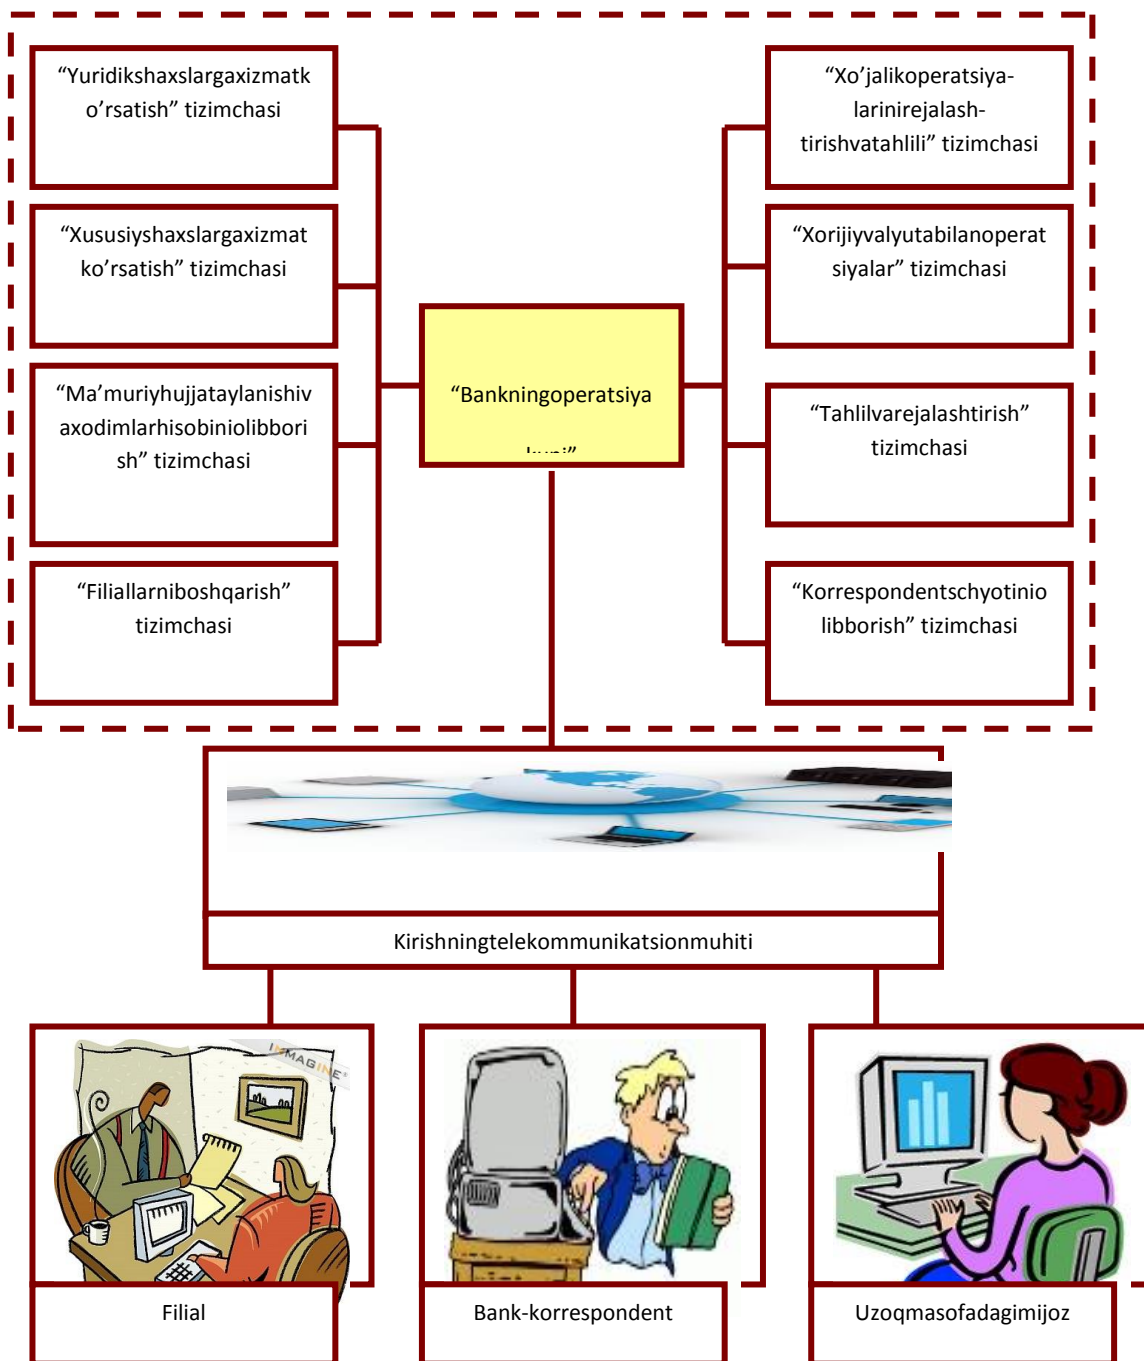 “Yuridikshaxslargaxizmatk
o’rsatish” tizimchasi
“Xususiyshaxslargaxizmat
ko’rsatish” tizimchasi
“Ma’muriyhujjataylanishiv
axodimlarhisobiniolibbori
sh” tizimchasi
“Filiallarniboshqarish”
tizimchasi
“Bankningoperatsiya
“Xo’jalikoperatsiya-
larinirejalash-
tirishvatahlili” tizimchasi
“Xorijiyvalyutabilanoperat
siyalar” tizimchasi
“Tahlilvarejalashtirish”
tizimchasi
“Korrespondentschyotinio
libborish” tizimchasi
Kirishningtelekommunikatsionmuhiti
INMAGINE
Filial
Bank-korrespondent
Uzoqmasofadagimijoz